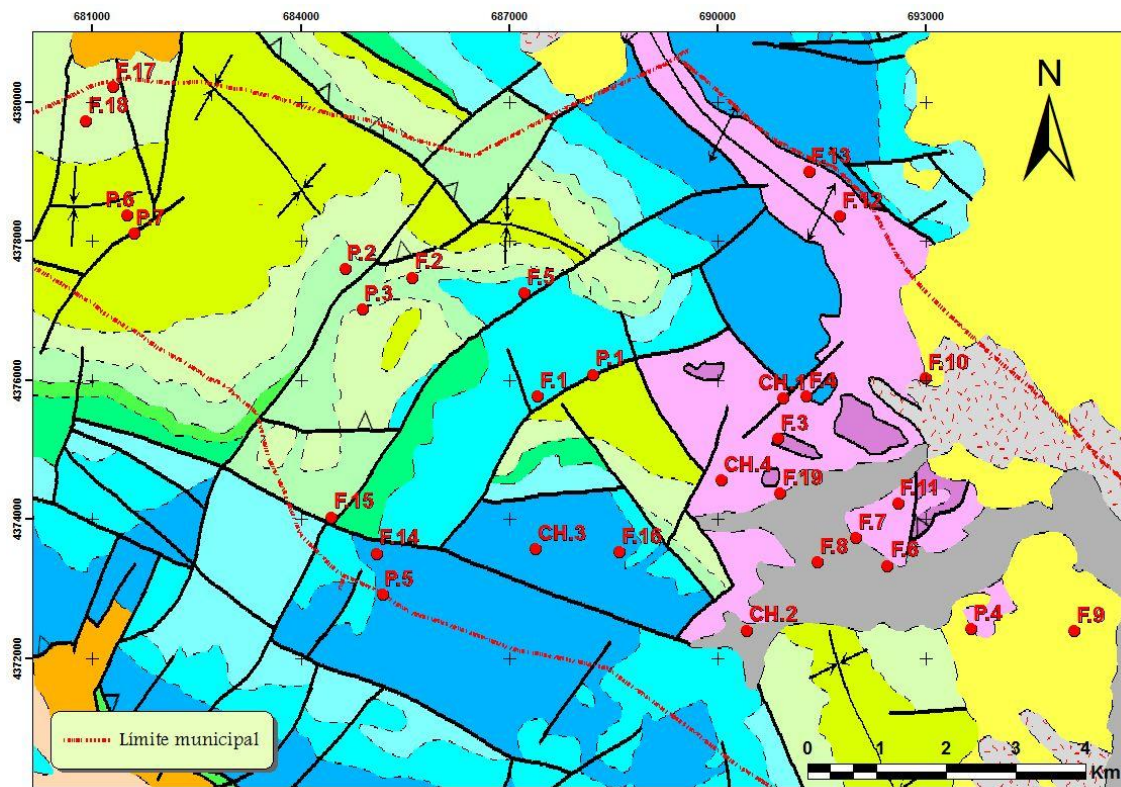 681000 684000 687000 690000 693000
4380000
4378000
4376000
4374000
4372000
N
F.17
F.18
F.13
F.12
P.6
P.7
P.2
F.2
F.5
P.3
F.10
P.1
F.1
CH.1 F.4
F.3
CH.4
F.19
F.11
F.15
F.7
F.14
CH.3
F.16
F.8
F.6
P.5
CH.2
P.4
F.9
Límite municipal
0 1 2 3 4
Km